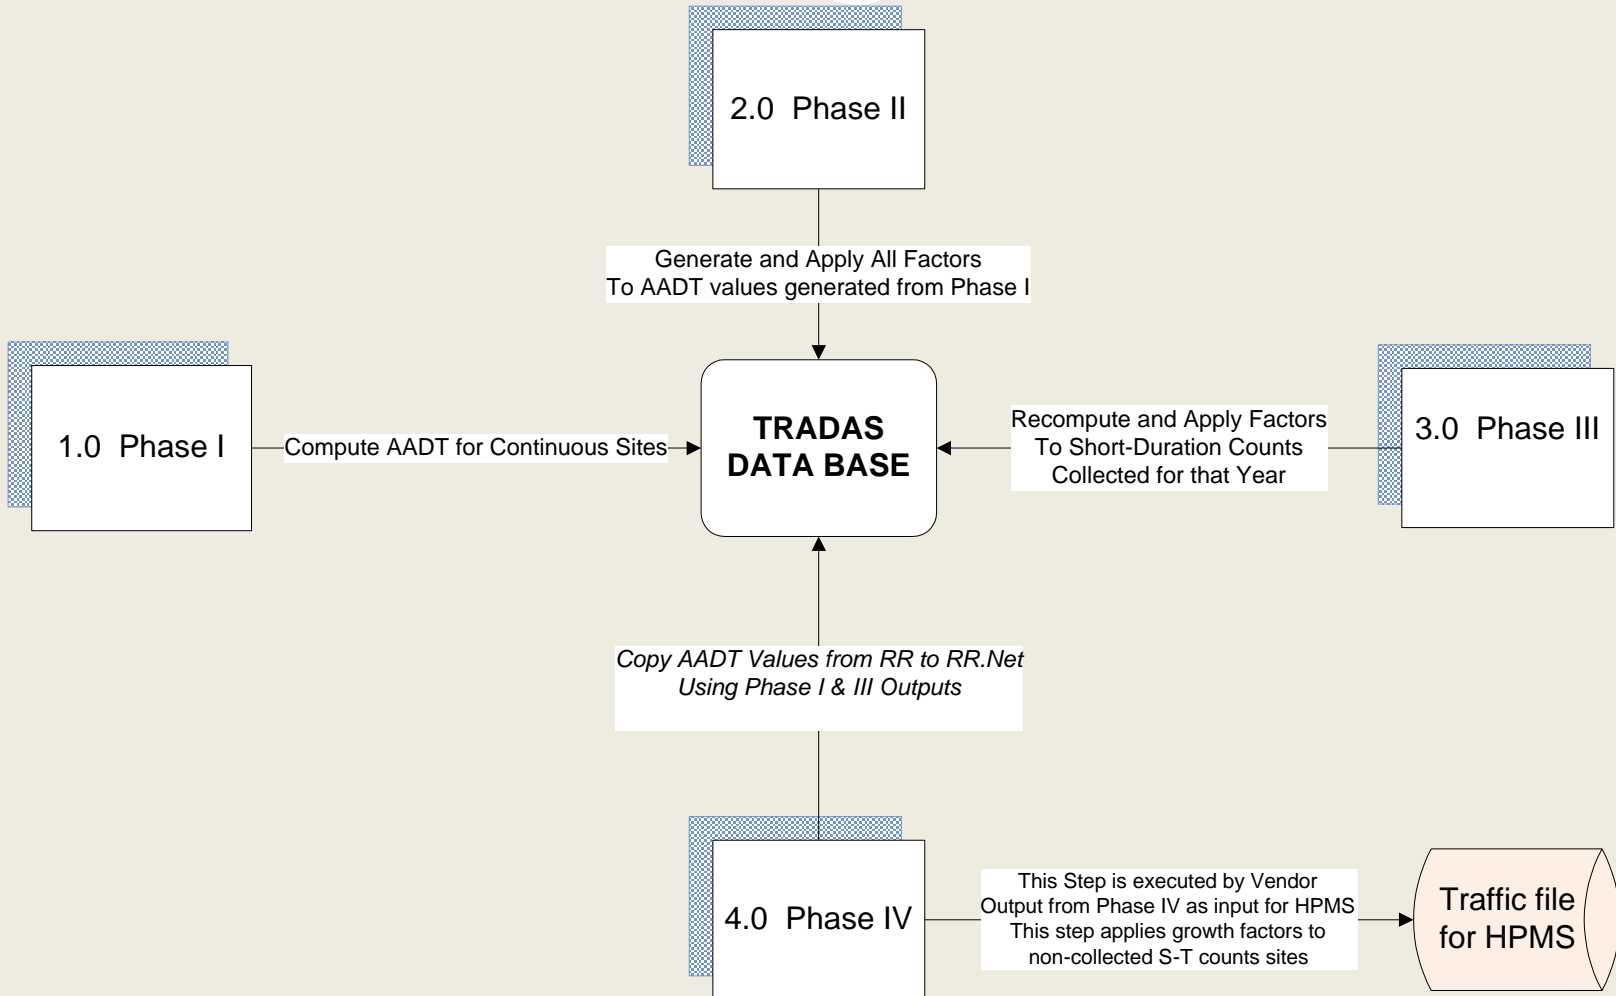 2.0 Phase II
Generate and Apply All Factors
To AADT values generated from Phase I
1.0 Phase I
Compute AADT for Continuous Sites
TRADAS
DATA BASE
Recompute and Apply Factors
To Short-Duration Counts
Collected for that Year
3.0 Phase III
Copy AADT Values from RR to RR.Net
Using Phase I & III Outputs
4.0 Phase IV
This Step is executed by Vendor
Output from Phase IV as input for HPMS
This step applies growth factors to
non-collected S-T counts sites
Traffic file
for HPMS